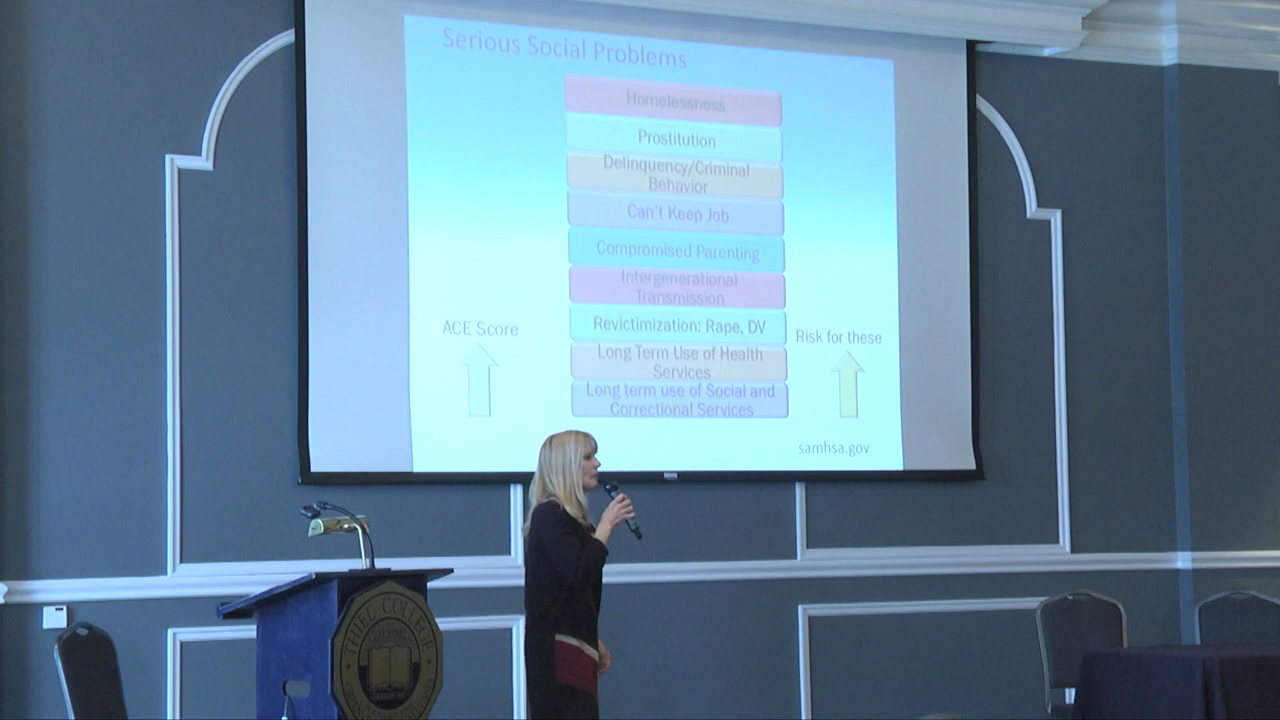 Serious Social Problems
Homelessness
Prostitution
Delinquency/Criminal
Behavior
Can't Keep Job
Compromised Parenting
Intergenerational
Transmission
Revictimization: Rape, DV
Long Term Use of Health
Services
Long term use of Social and
Correctional Services
ACE Score
Risk for these
samhsa.gov
THIEL COLLEGE